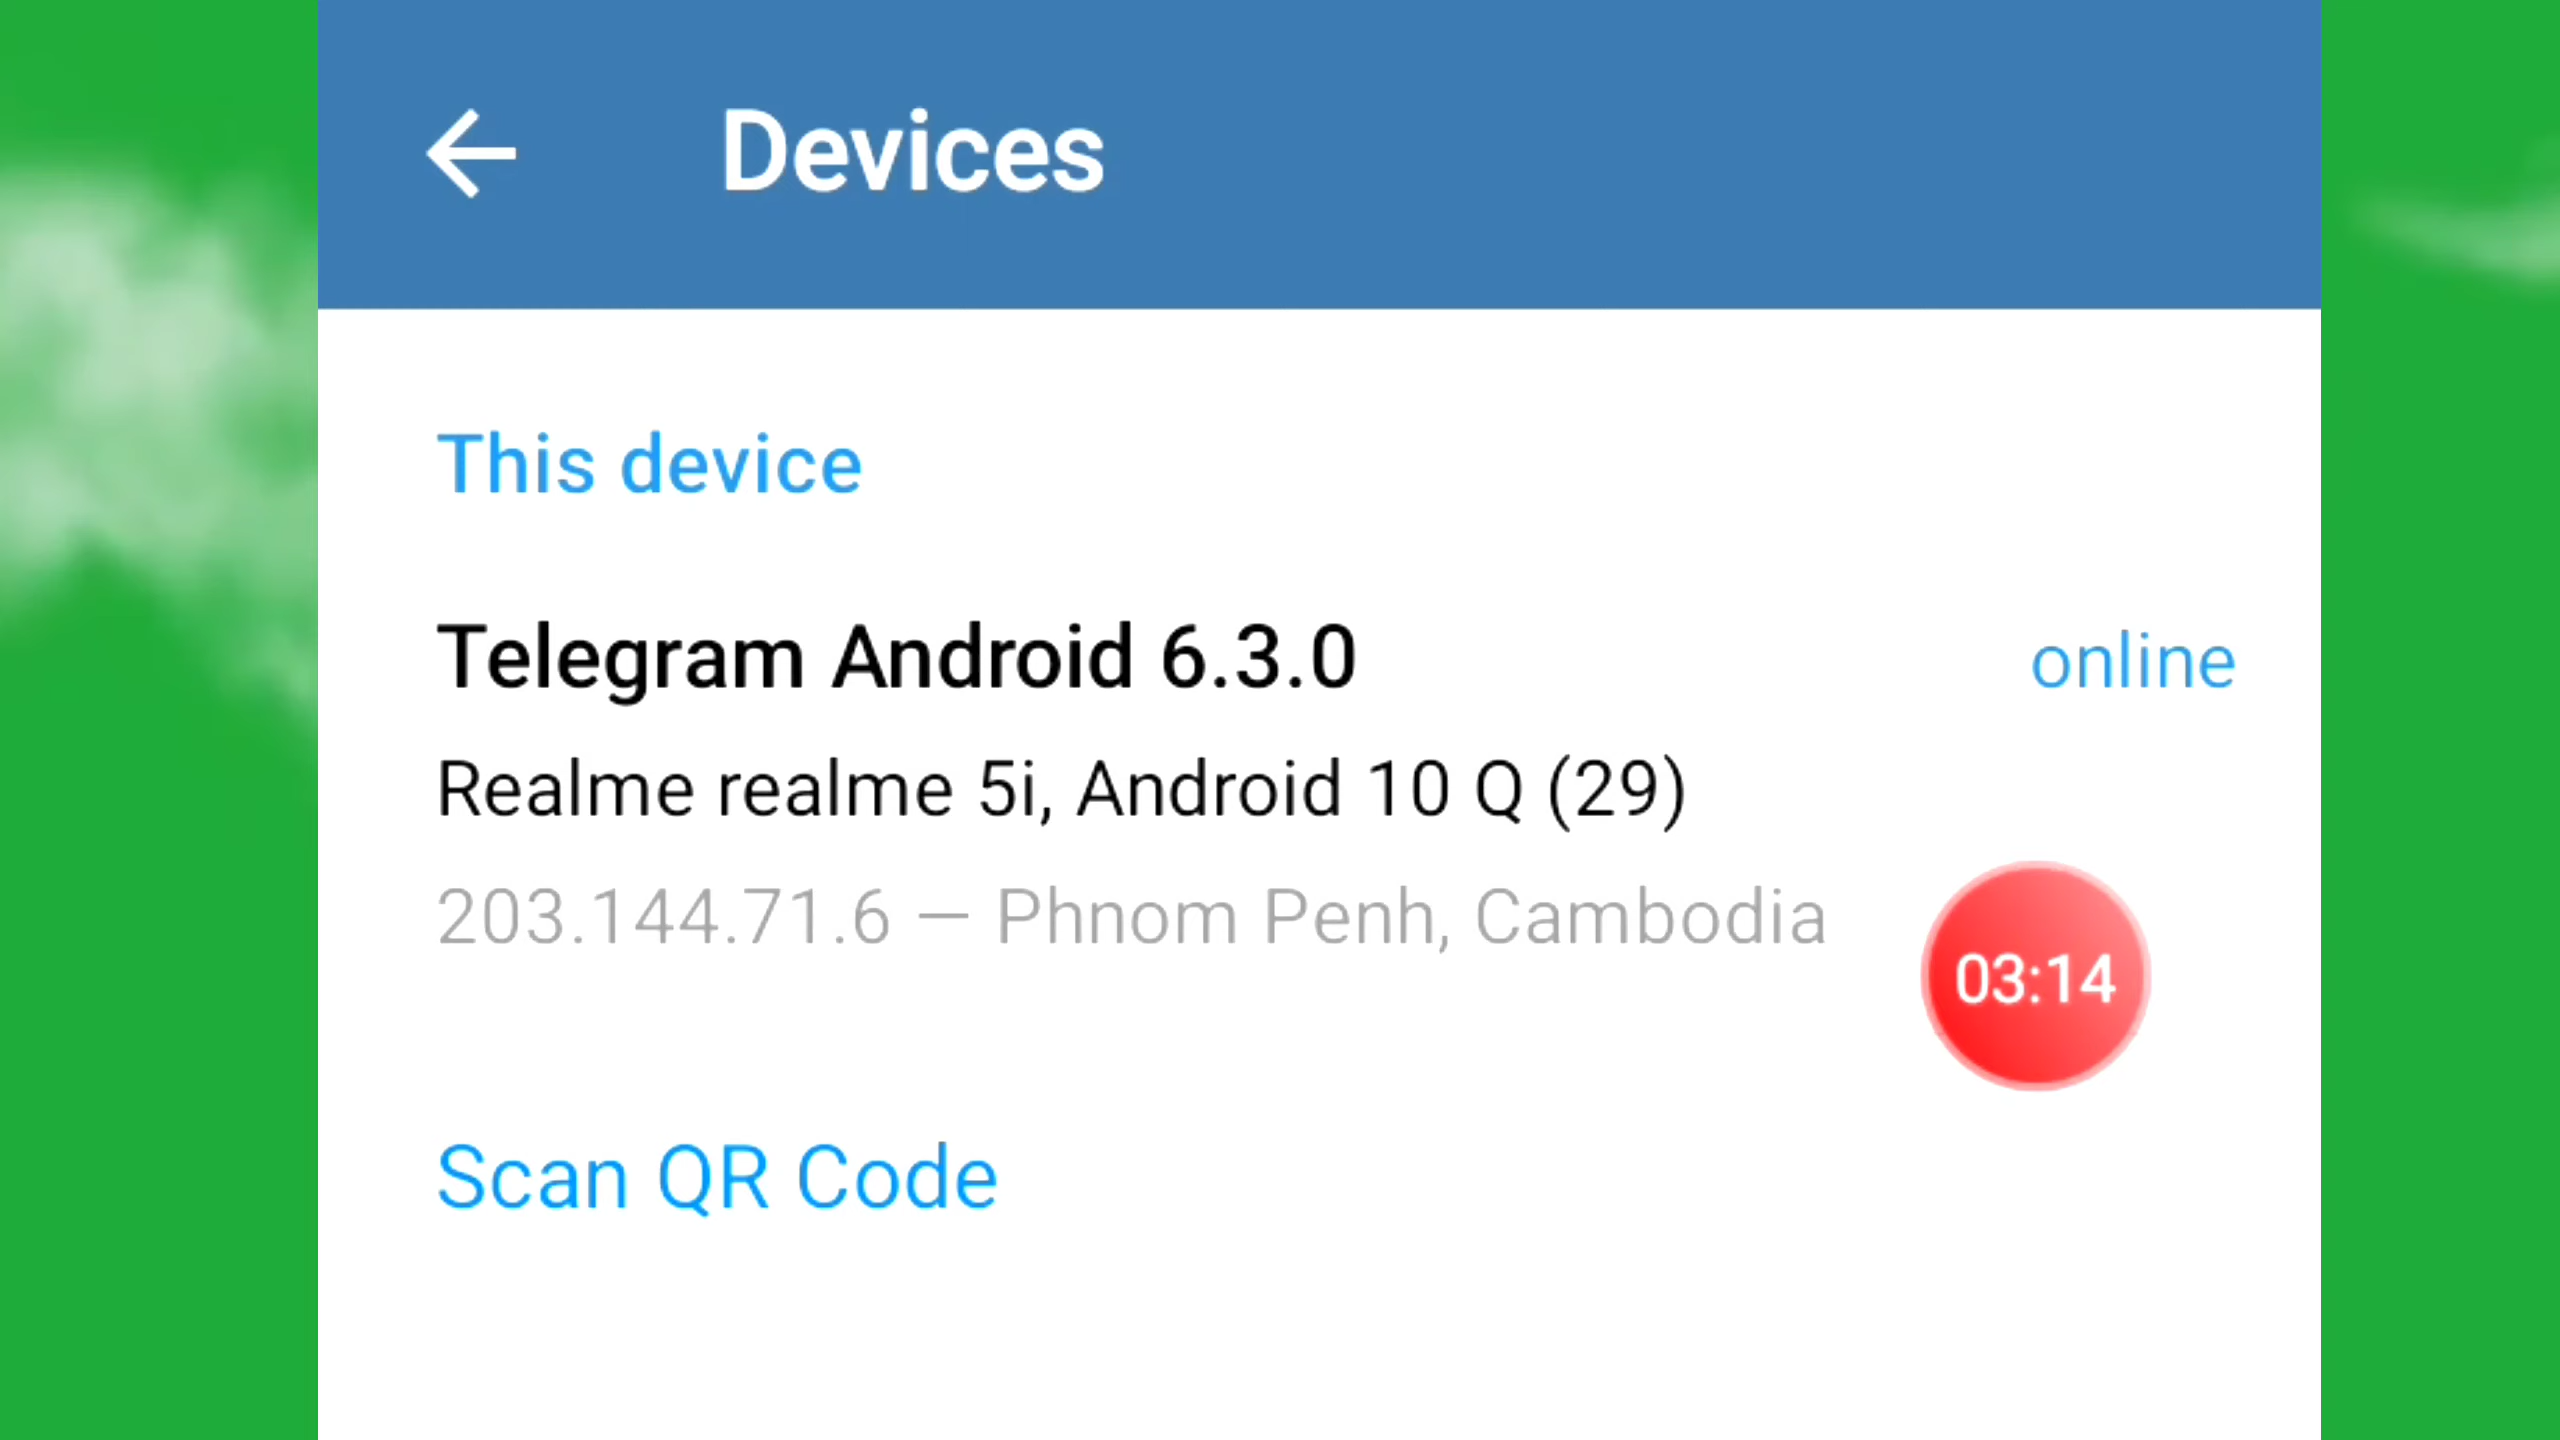 Devices
This device
Telegram Android 6.3.0
online
Realme realme 5i, Android 10 Q (29)
203.144.71.6 — Phnom Penh, Cambodia
03:14
Scan QR Code